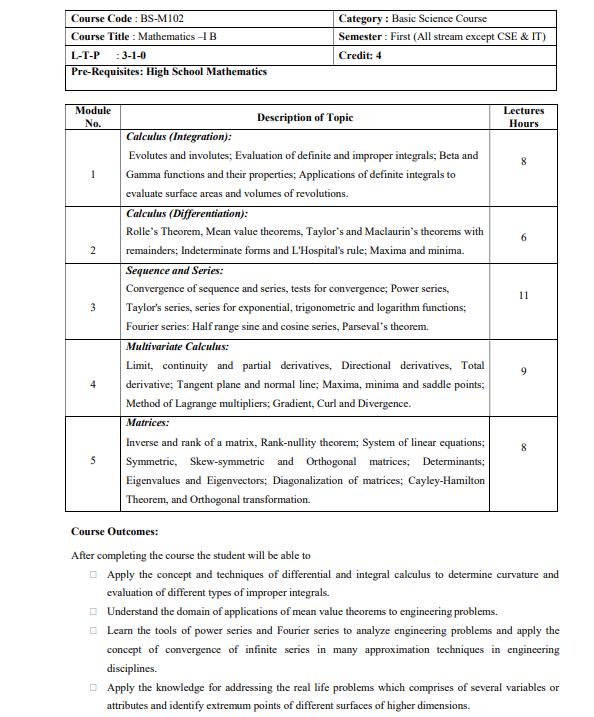 Course Code : BS-M102 Category : Basic Science Course
Course Title : Mathematics –I B Semester : First (All stream except CSE & IT)
L-T-P : 3-1-0 Credit: 4
Pre-Requisites: High School Mathematics
Module No. Description of Topic Lectures Hours
Calculus (Integration):
Evolutes and involutes; Evaluation of definite and improper integrals; Beta and
1 Gamma functions and their properties; Applications of definite integrals to 8
evaluate surface areas and volumes of revolutions.
Calculus (Differentiation):
Rolle’s Theorem, Mean value theorems, Taylor’s and Maclaurin’s theorems with 6
2 remainders; Indeterminate forms and L'Hospital's rule; Maxima and minima.
Sequence and Series:
Convergence of sequence and series, tests for convergence; Power series, 11
3 Taylor's series, series for exponential, trigonometric and logarithm functions;
Fourier series: Half range sine and cosine series, Parseval’s theorem.
Multivariate Calculus:
Limit, continuity and partial derivatives, Directional derivatives, Total 9
4 derivative; Tangent plane and normal line; Maxima, minima and saddle points;
Method of Lagrange multipliers; Gradient, Curl and Divergence.
Matrices:
Inverse and rank of a matrix, Rank-nullity theorem; System of linear equations; 8
5 Symmetric, Skew-symmetric and Orthogonal matrices; Determinants;
Eigenvalues and Eigenvectors; Diagonalization of matrices; Cayley-Hamilton
Theorem, and Orthogonal transformation.
Course Outcomes:
After completing the course the student will be able to
□ Apply the concept and techniques of differential and integral calculus to determine curvature and
evaluation of different types of improper integrals.
□ Understand the domain of applications of mean value theorems to engineering problems.
□ Learn the tools of power series and Fourier series to analyze engineering problems and apply the
concept of convergence of infinite series in many approximation techniques in engineering
disciplines.
□ Apply the knowledge for addressing the real life problems which comprises of several variables or
attributes and identify extremum points of different surfaces of higher dimensions.